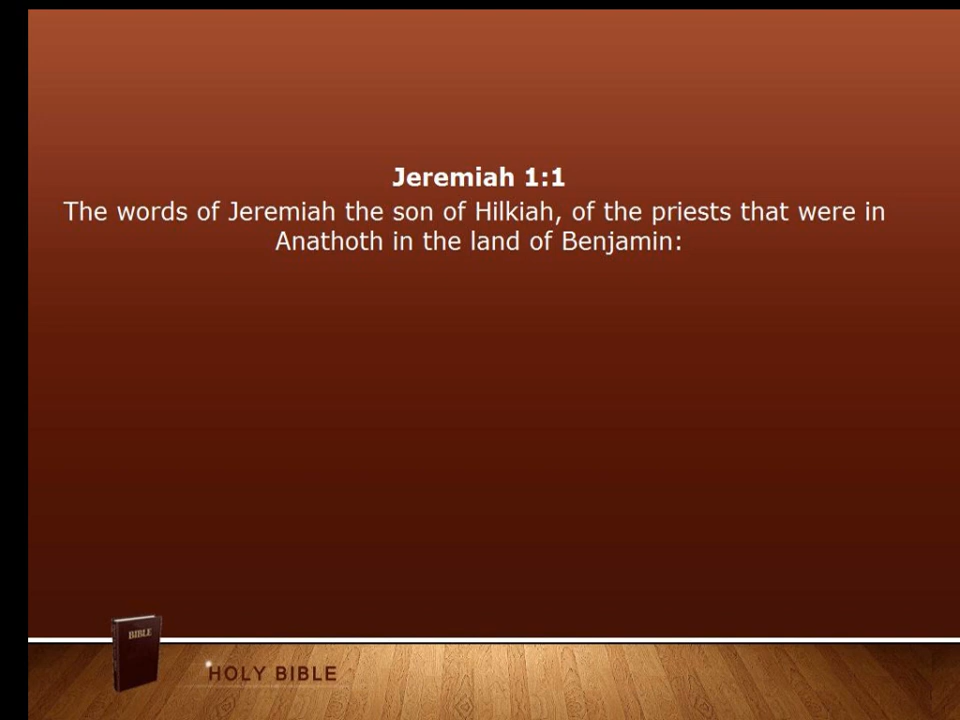 Jeremiah 1:1
The words of Jeremiah the son of Hilkiah, of the priests that were in
Anathoth in the land of Benjamin:
BIBLE
HOLY BIBLE